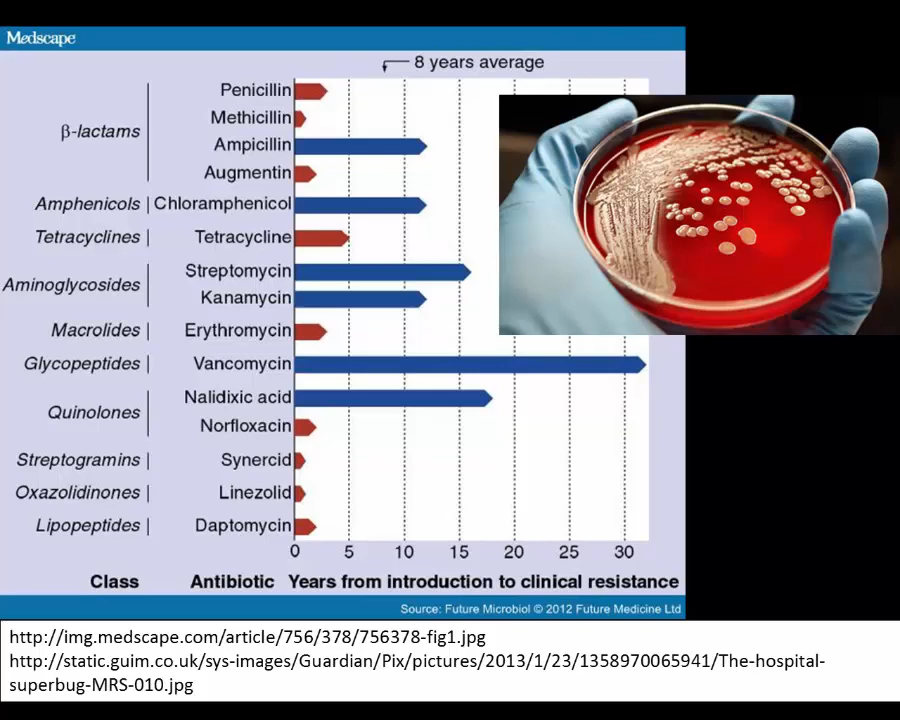 Medscape
8 years average
β-lactams
Penicillin
Methicillin
Ampicillin
Augmentin
Amphenicols
Chloramphenicol
Tetracyclines
Tetracycline
Aminoglycosides
Streptomycin
Kanamycin
Macrolides
Erythromycin
Glycopeptides
Vancomycin
Quinolones
Nalidixic acid
Norfloxacin
Streptogramins
Synercid
Oxazolidinones
Linezolid
Lipopeptides
Daptomycin
0 5 10 15 20 25 30
Class Antibiotic Years from introduction to clinical resistance
Source: Future Microbiol © 2012 Future Medicine Ltd
http://img.medscape.com/article/756/378/756378-fig1.jpg
http://static.guim.co.uk/sys-images/Guardian/Pix/pictures/2013/1/23/1358970065941/The-hospital-
superbug-MRS-010.jpg